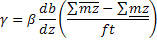 γ = β db/dz ( (∑m̅z̅ − ∑m̲z̲) / ft )